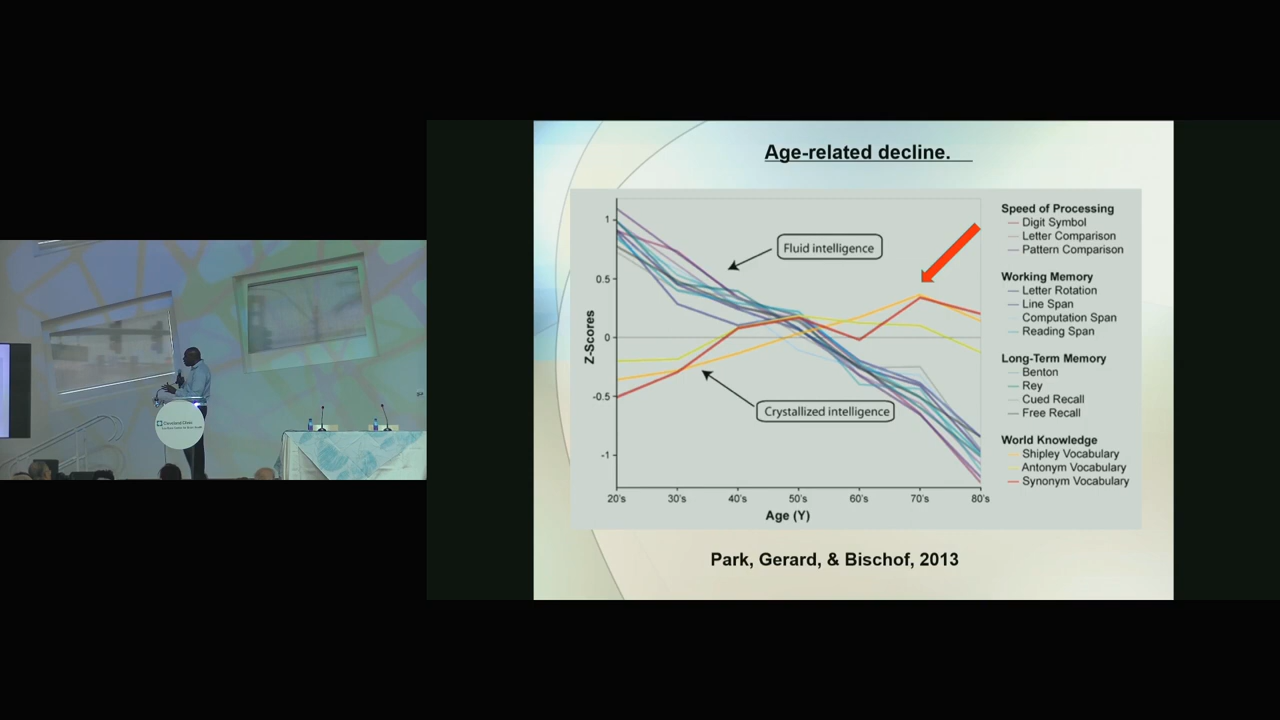 Age-related decline.
Fluid intelligence
Crystallized intelligence
Z-Scores
1
0.5
0
-0.5
-1
20's 30's 40's 50's 60's 70's 80's
Age (Y)
Speed of Processing
Digit Symbol
Letter Comparison
Pattern Comparison
Working Memory
Letter Rotation
Line Span
Computation Span
Reading Span
Long-Term Memory
Benton
Rey
Cued Recall
Free Recall
World Knowledge
Shipley Vocabulary
Antonym Vocabulary
Synonym Vocabulary
Park, Gerard, & Bischof, 2013
Cleveland Clinic